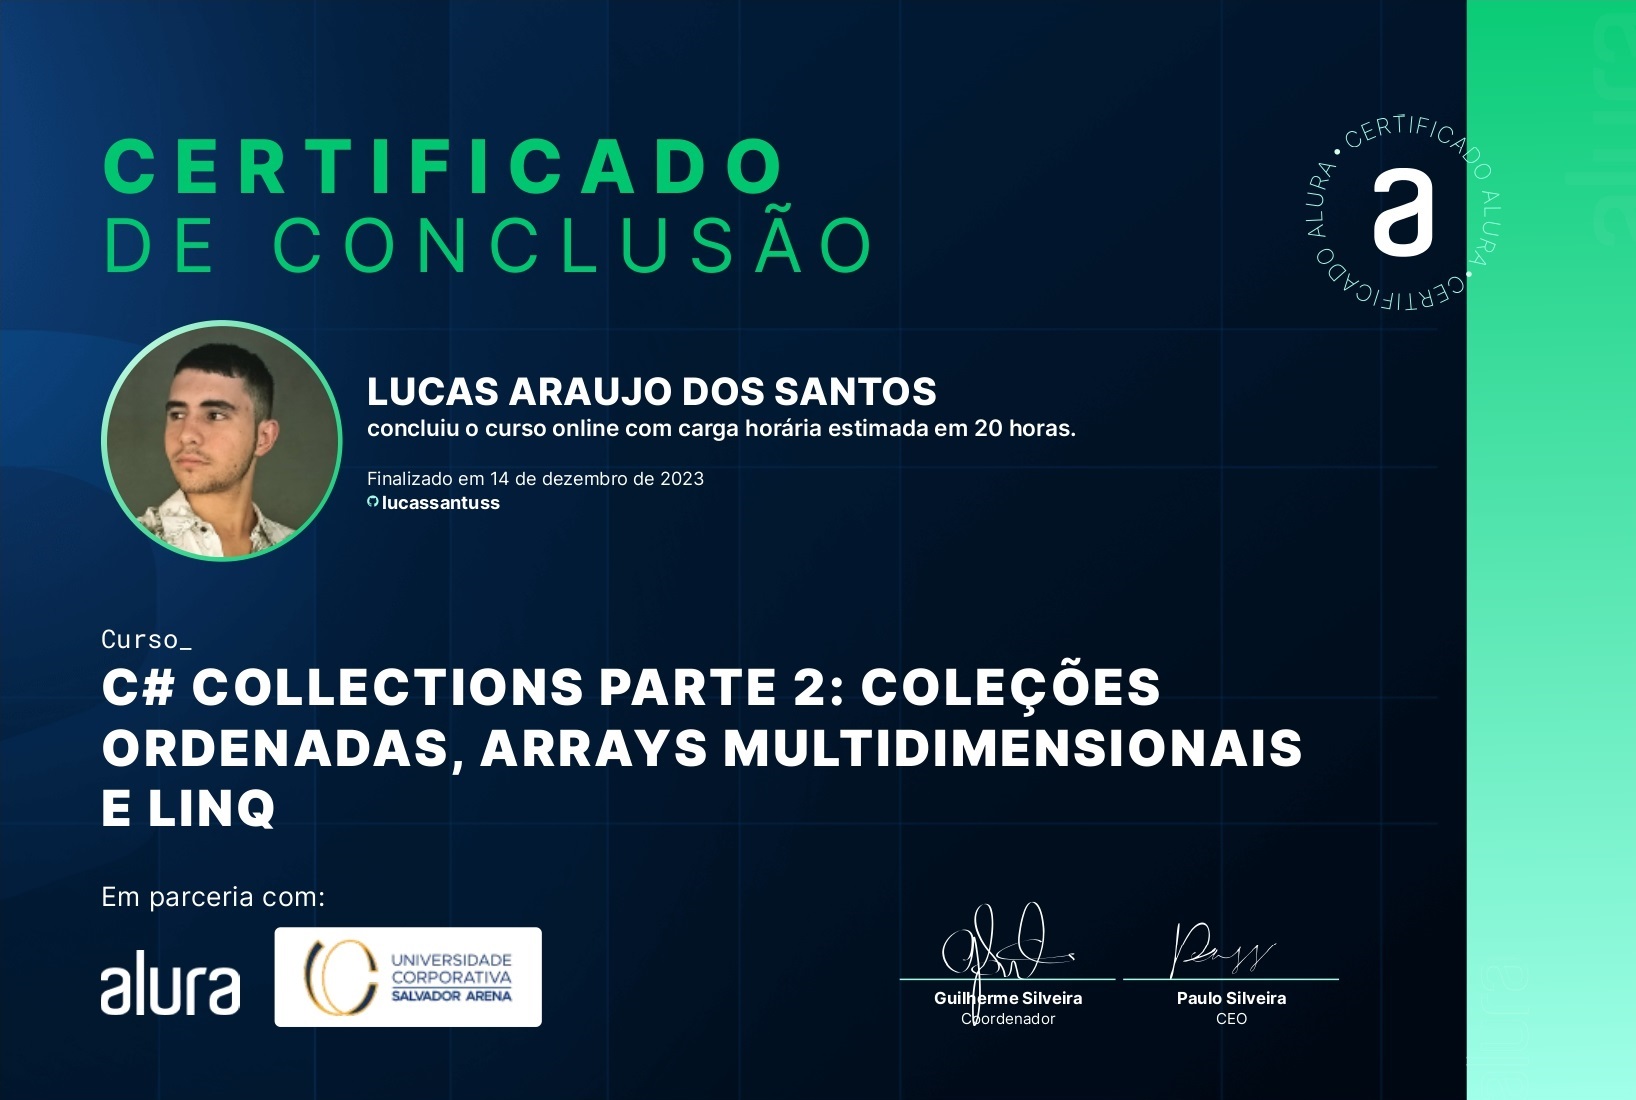 CERTIFICADO
DE CONCLUSÃO
CERTIFICADO ALURA • CERTIFICADO ALURA •
a
LUCAS ARAUJO DOS SANTOS
concluiu o curso online com carga horária estimada em 20 horas.
Finalizado em 14 de dezembro de 2023
lucassantuss
Curso_
C# COLLECTIONS PARTE 2: COLEÇÕES
ORDENADAS, ARRAYS MULTIDIMENSIONAIS
E LINQ
Em parceria com:
alura
UNIVERSIDADE
CORPORATIVA
SALVADOR ARENA
Guilherme Silveira
Coordenador
Paulo Silveira
CEO
alura
alura